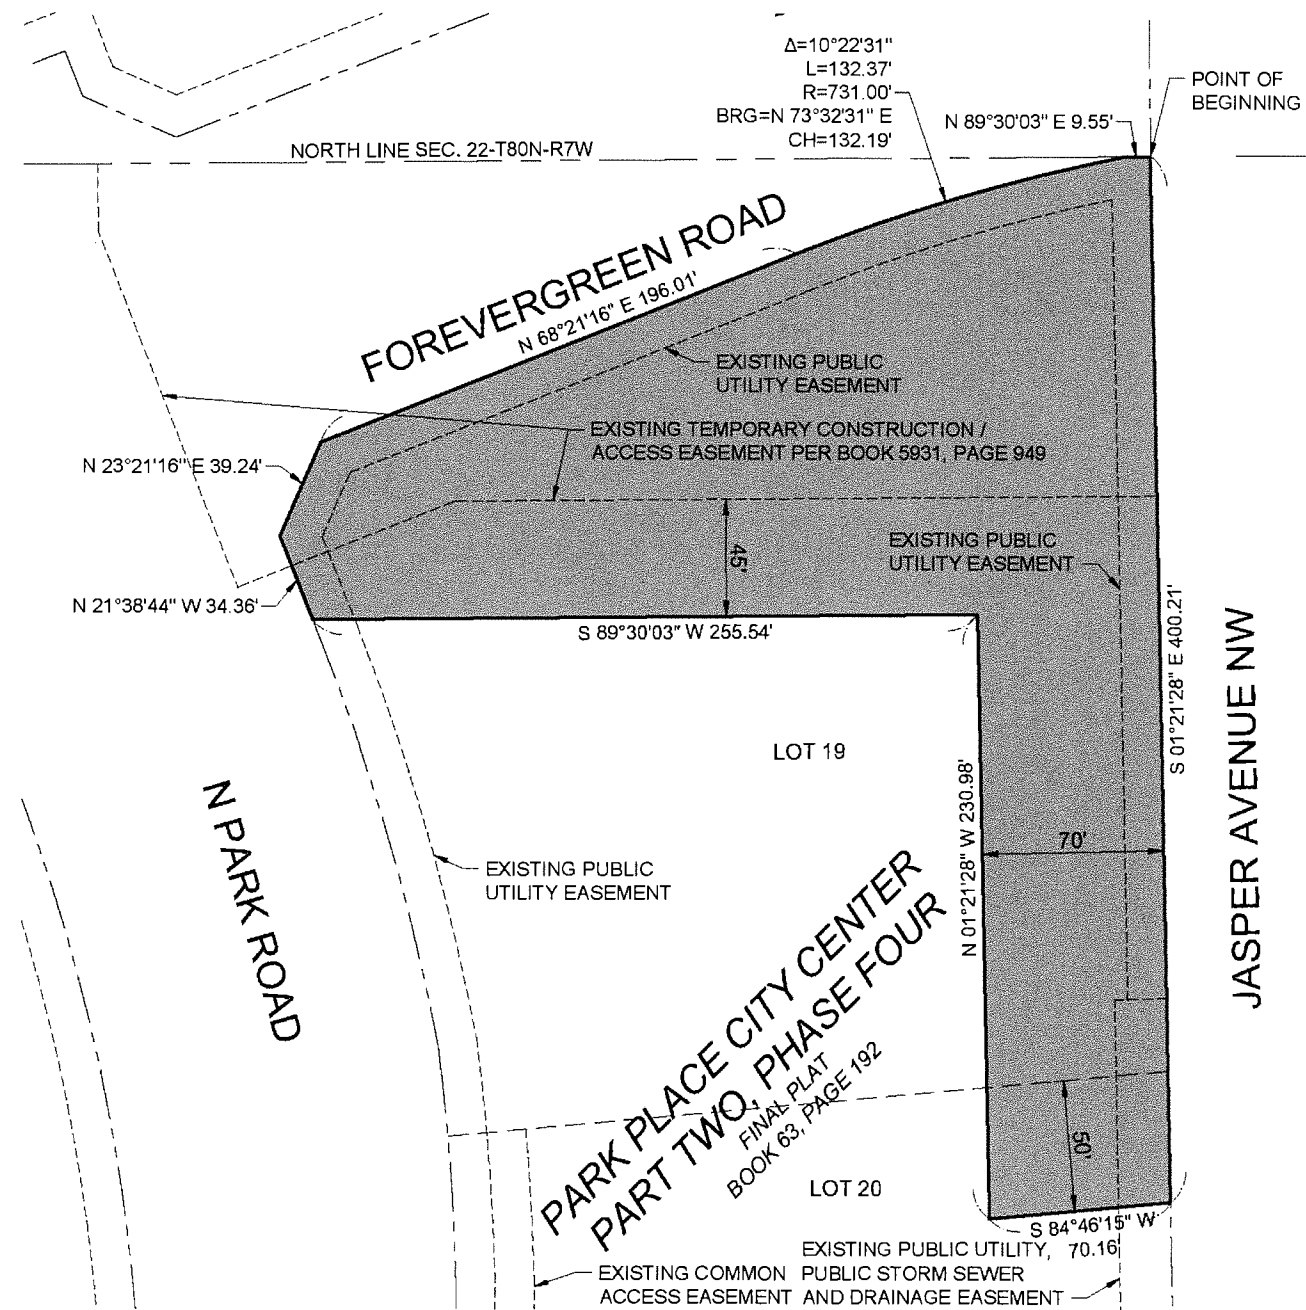 Δ=10°22'31"
L=132.37'
R=731.00'
BRG=N 73°32'31" E
CH=132.19'
N 89°30'03" E 9.55'
POINT OF
BEGINNING
NORTH LINE SEC. 22-T80N-R7W
FOREVERGREEN ROAD
N 68°21'16" E 196.01'
EXISTING PUBLIC
UTILITY EASEMENT
EXISTING TEMPORARY CONSTRUCTION /
ACCESS EASEMENT PER BOOK 5931, PAGE 949
N 23°21'16" E 39.24'
45'
EXISTING PUBLIC
UTILITY EASEMENT
N 21°38'44" W 34.36'
S 89°30'03" W 255.54'
S 01°21'28" E 400.21'
JASPER AVENUE NW
LOT 19
N 01°21'28" W 230.98'
70'
N PARK ROAD
EXISTING PUBLIC
UTILITY EASEMENT
PARK PLACE CITY CENTER
PART TWO, PHASE FOUR
FINAL PLAT
BOOK 63, PAGE 192
50'
LOT 20
S 84°46'15" W
70.16'
EXISTING PUBLIC UTILITY,
PUBLIC STORM SEWER
AND DRAINAGE EASEMENT
EXISTING COMMON
ACCESS EASEMENT